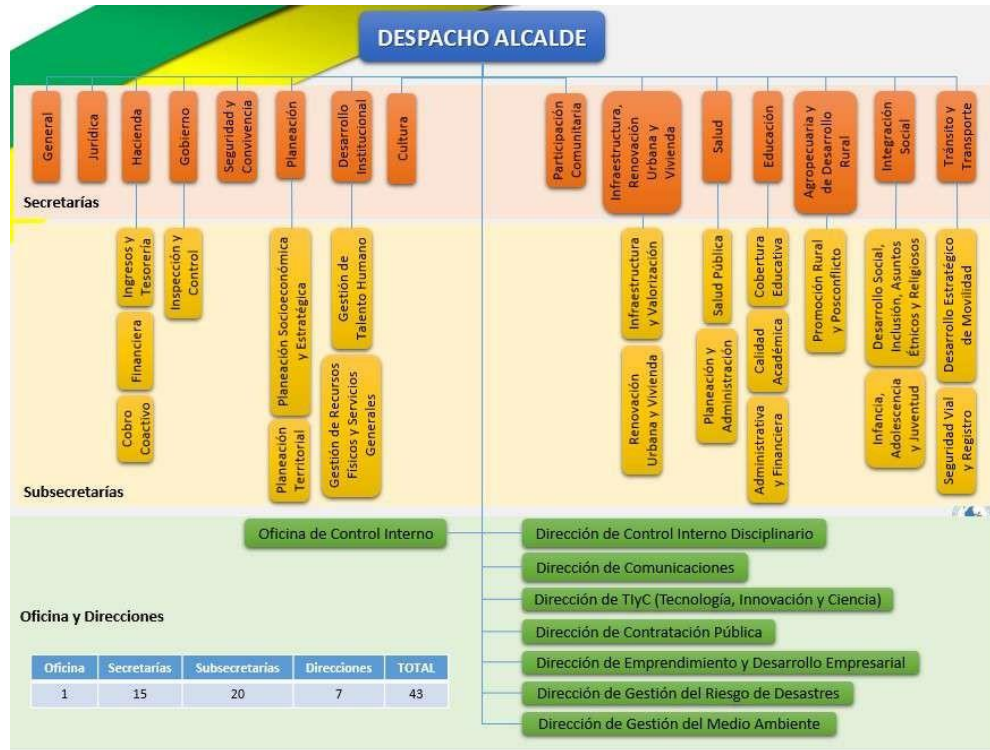 DESPACHO ALCALDE
General
Jurídica
Hacienda
Gobierno
Seguridad y
Convivencia
Planeación
Desarrollo
Institucional
Cultura
Participación
Comunitaria
Infraestructura,
Renovación
Urbana y
Vivienda
Salud
Educación
Agropecuaria y
de Desarrollo
Rural
Integración
Social
Tránsito y
Transporte
Secretarías
Ingresos y
Tesorería
Financiera
Cobro
Coactivo
Inspección y
Control
Planeación Socioeconómica
y Estratégica
Planeación
Territorial
Gestión de
Talento Humano
Gestión de Recursos
Físicos y Servicios
Generales
Infraestructura
y Valorización
Renovación
Urbana y Vivienda
Salud Pública
Planeación y
Administración
Cobertura
Educativa
Calidad
Académica
Administrativa
y Financiera
Promoción Rural
y Posconflicto
Desarrollo Social,
Inclusión, Asuntos
Étnicos y Religiosos
Infancia,
Adolescencia
y Juventud
Desarrollo Estratégico
de Movilidad
Seguridad Vial
y Registro
Subsecretarías
Oficina de Control Interno
Dirección de Control Interno Disciplinario
Dirección de Comunicaciones
Dirección de TIyC (Tecnología, Innovación y Ciencia)
Dirección de Contratación Pública
Dirección de Emprendimiento y Desarrollo Empresarial
Dirección de Gestión del Riesgo de Desastres
Dirección de Gestión del Medio Ambiente
Oficina y Direcciones
Oficina Secretarías Subsecretarías Direcciones TOTAL
1 15 20 7 43